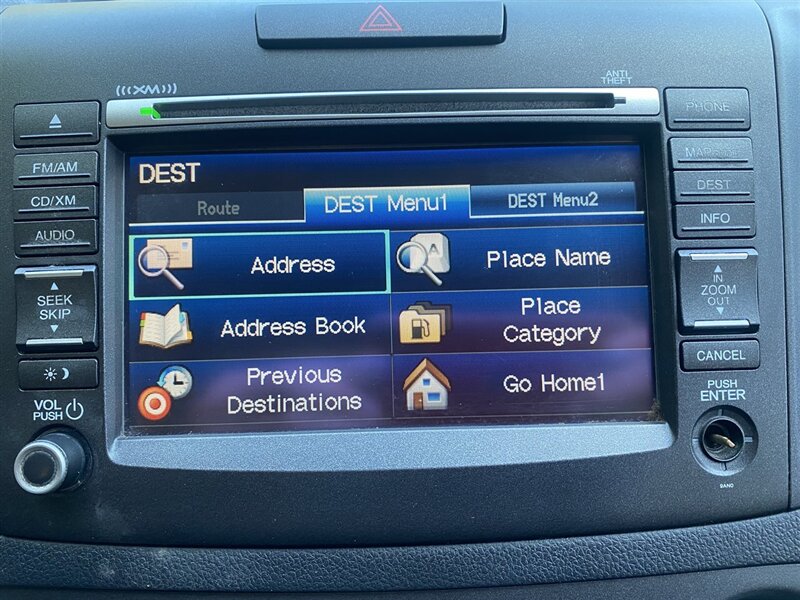 (((XM)))
ANTI
THEFT
PHONE
FM/AM
CD/XM
AUDIO
SEEK
SKIP
VOL
PUSH
DEST
Route
DEST Menu1
DEST Menu2
Address
Place Name
Address Book
Place
Category
Previous
Destinations
Go Home1
DEST
INFO
IN
ZOOM
OUT
CANCEL
PUSH
ENTER
BAND